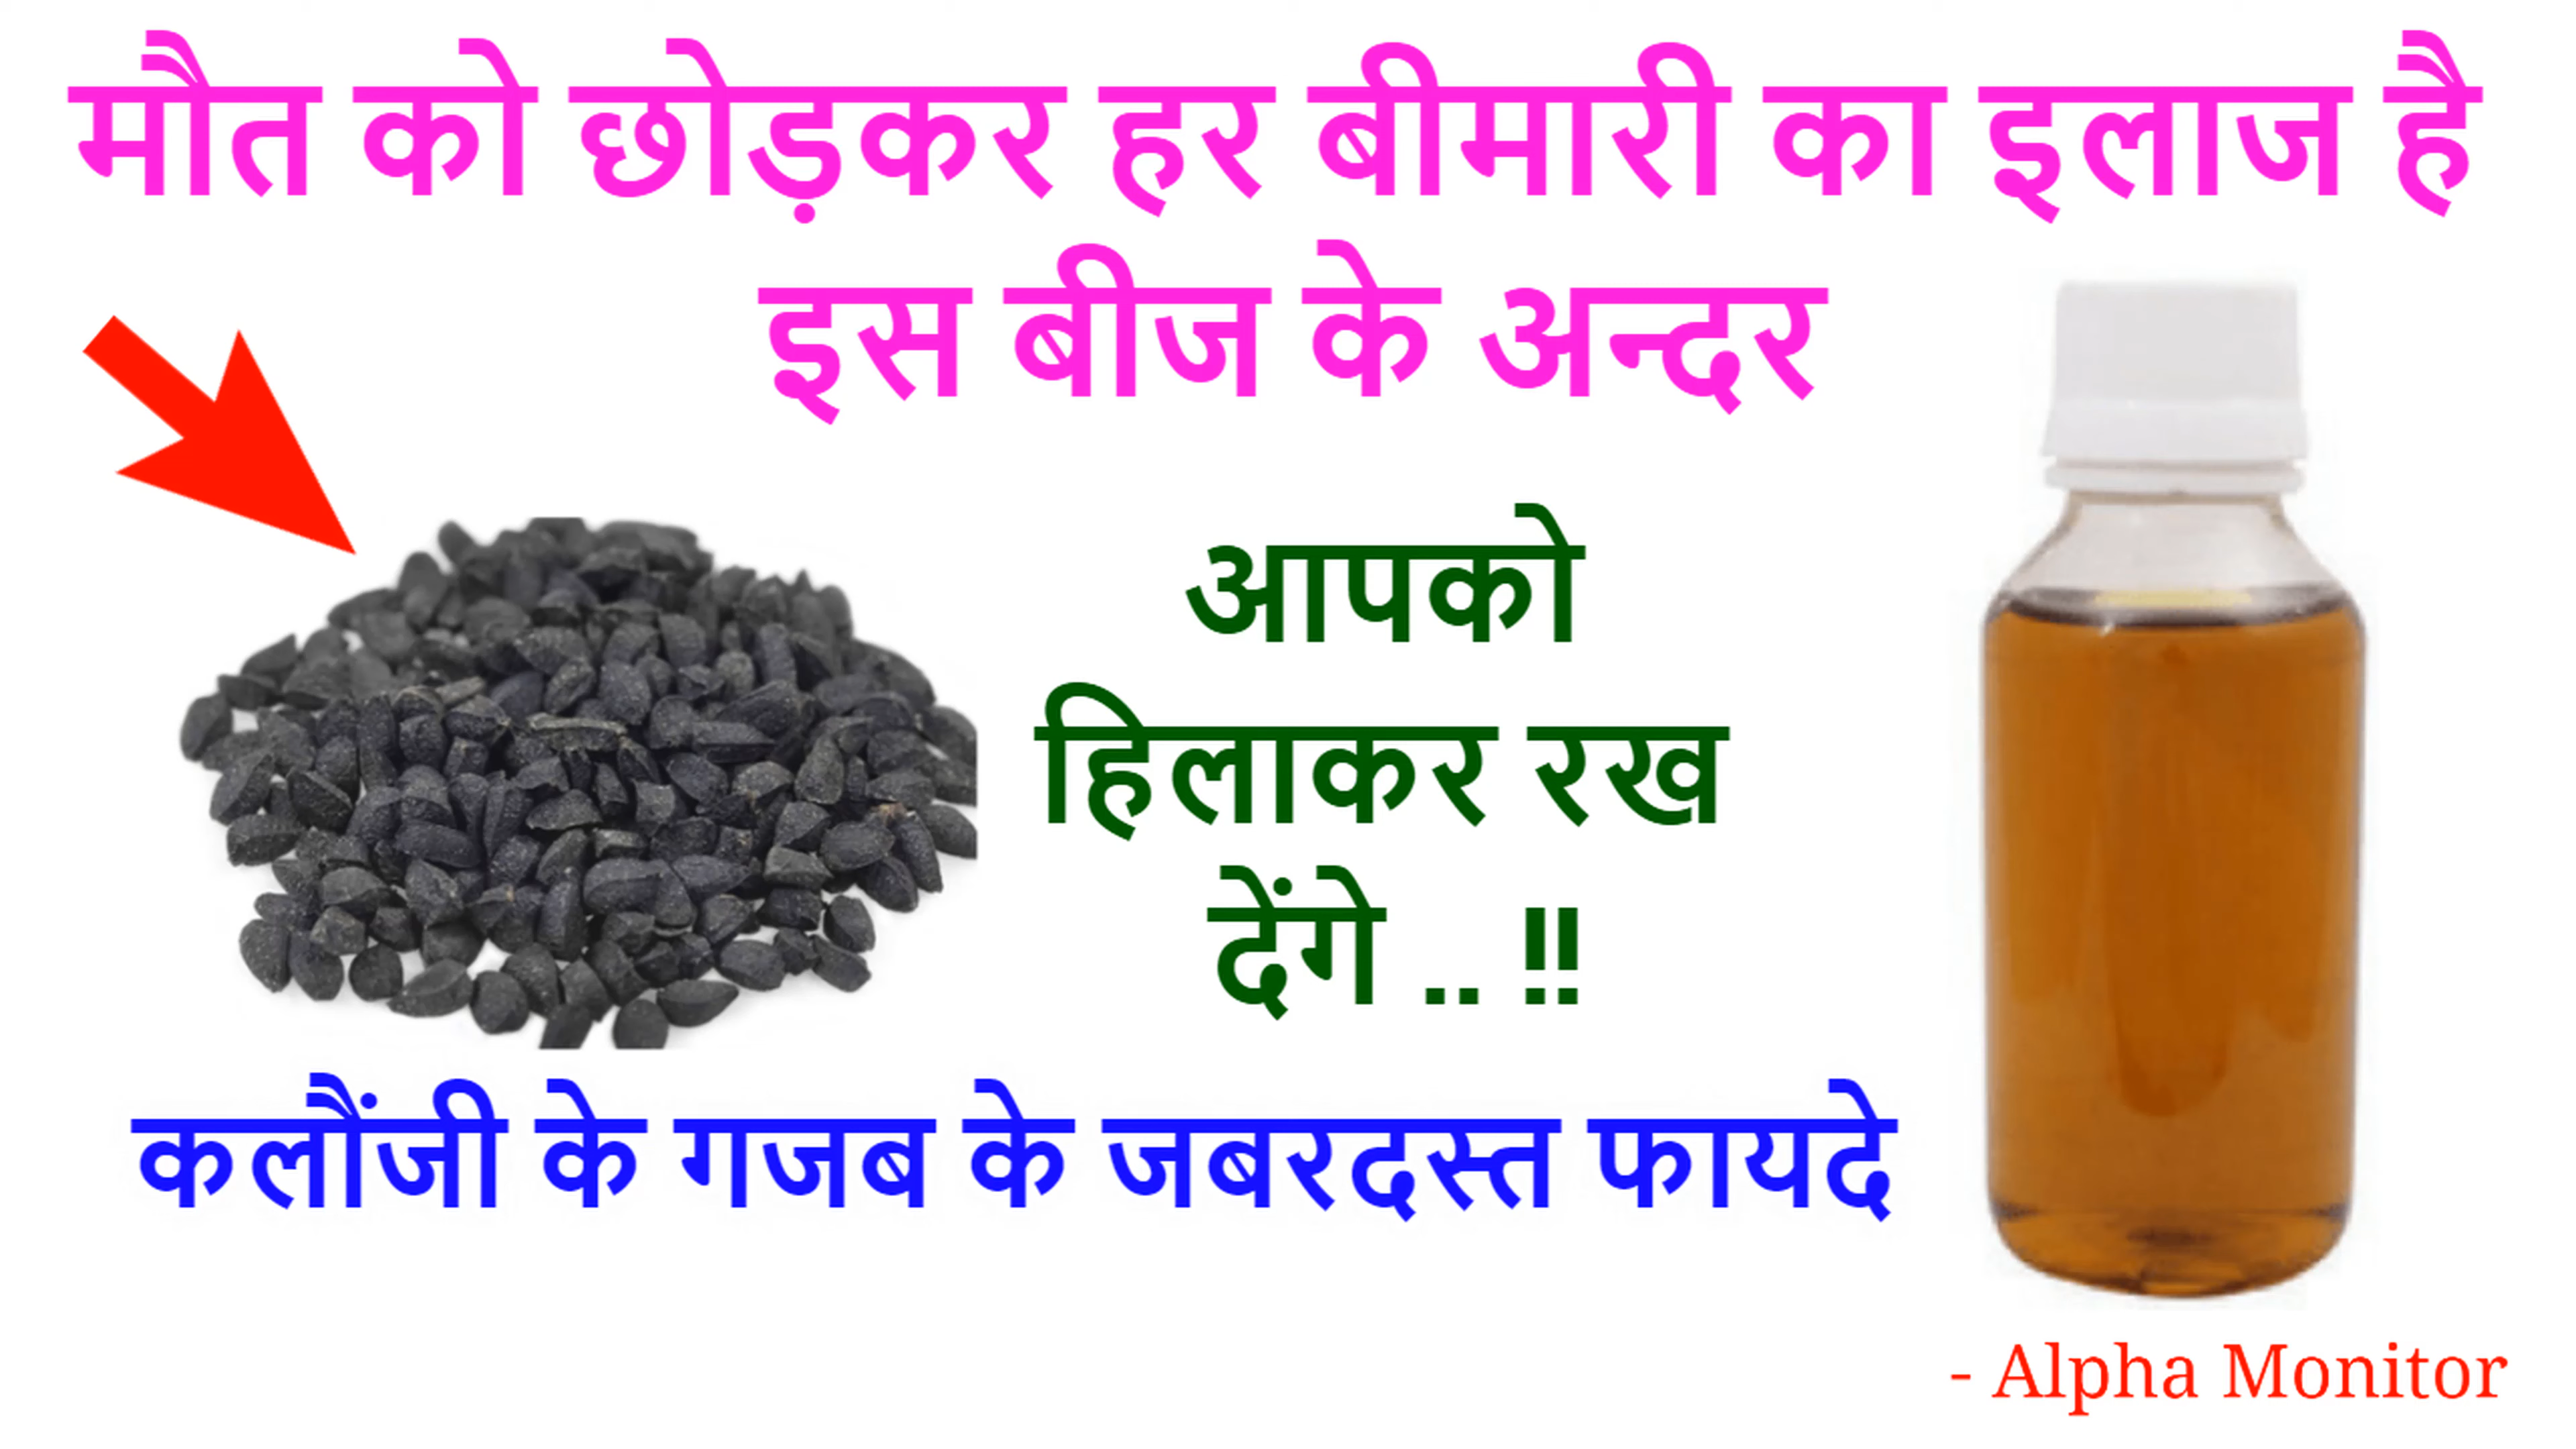 मौत को छोड़कर हर बीमारी का इलाज है
इस बीज के अन्दर
आपको
हिलाकर रख
देंगे .. !!
कलौंजी के गजब के जबरदस्त फायदे
- Alpha Monitor